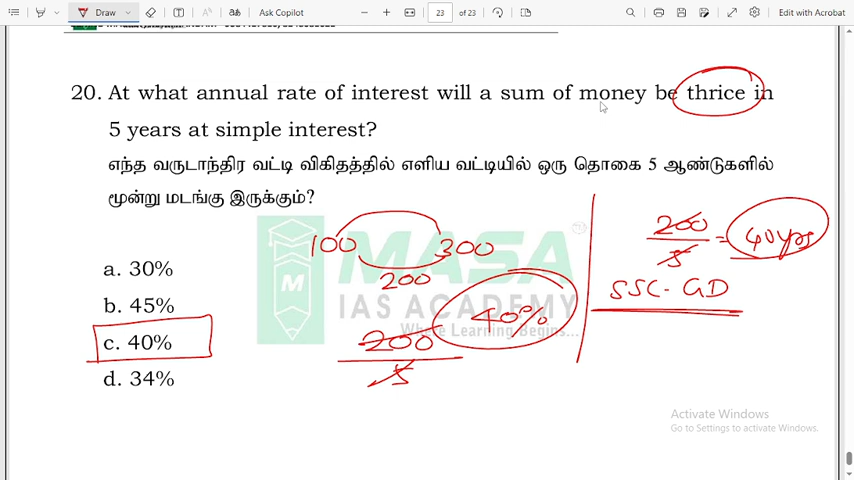 Draw
Ask Copilot
23 of 23
Edit with Acrobat
20. At what annual rate of interest will a sum of money be thrice in
5 years at simple interest?
எந்த வருடாந்திர வட்டி விகிதத்தில் எளிய வட்டியில் ஒரு தொகை 5 ஆண்டுகளில்
மூன்று மடங்கு இருக்கும்?
100 300
200
a. 30%
b. 45%
c. 40%
d. 34%
200
5
40%
200
5
= 40yrs
SSC-GD
MASA
IAS ACADEMY
Where Learning Begins...
Activate Windows
Go to Settings to activate Windows.